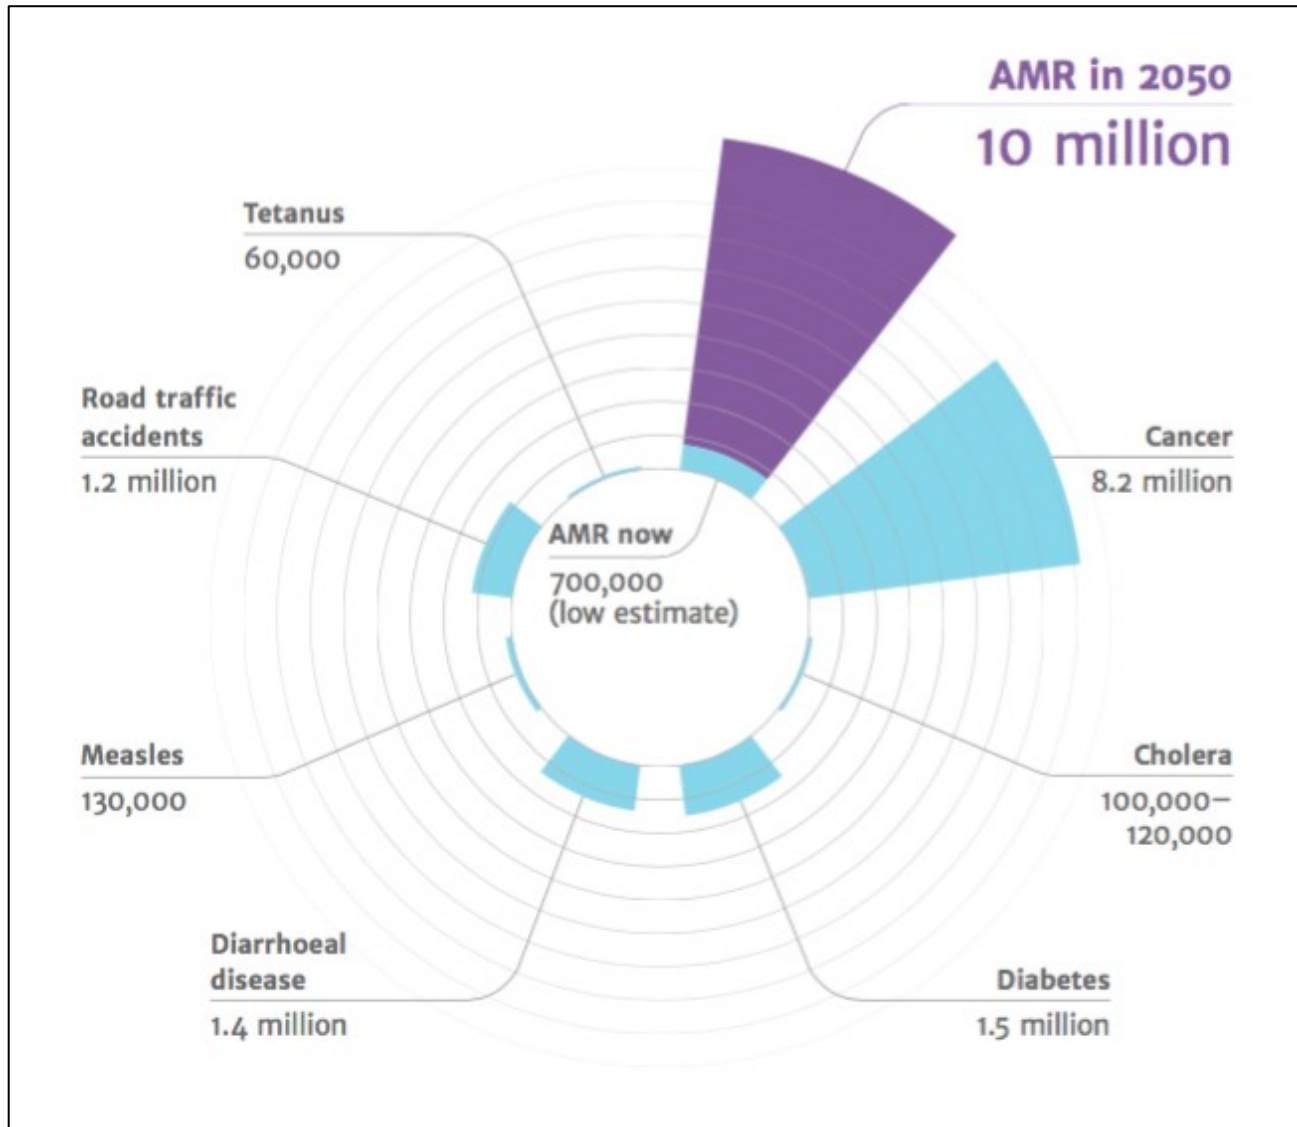 AMR in 2050
10 million
Tetanus
60,000
Road traffic
accidents
1.2 million
Cancer
8.2 million
AMR now
700,000
(low estimate)
Measles
130,000
Cholera
100,000–
120,000
Diarrhoeal
disease
1.4 million
Diabetes
1.5 million